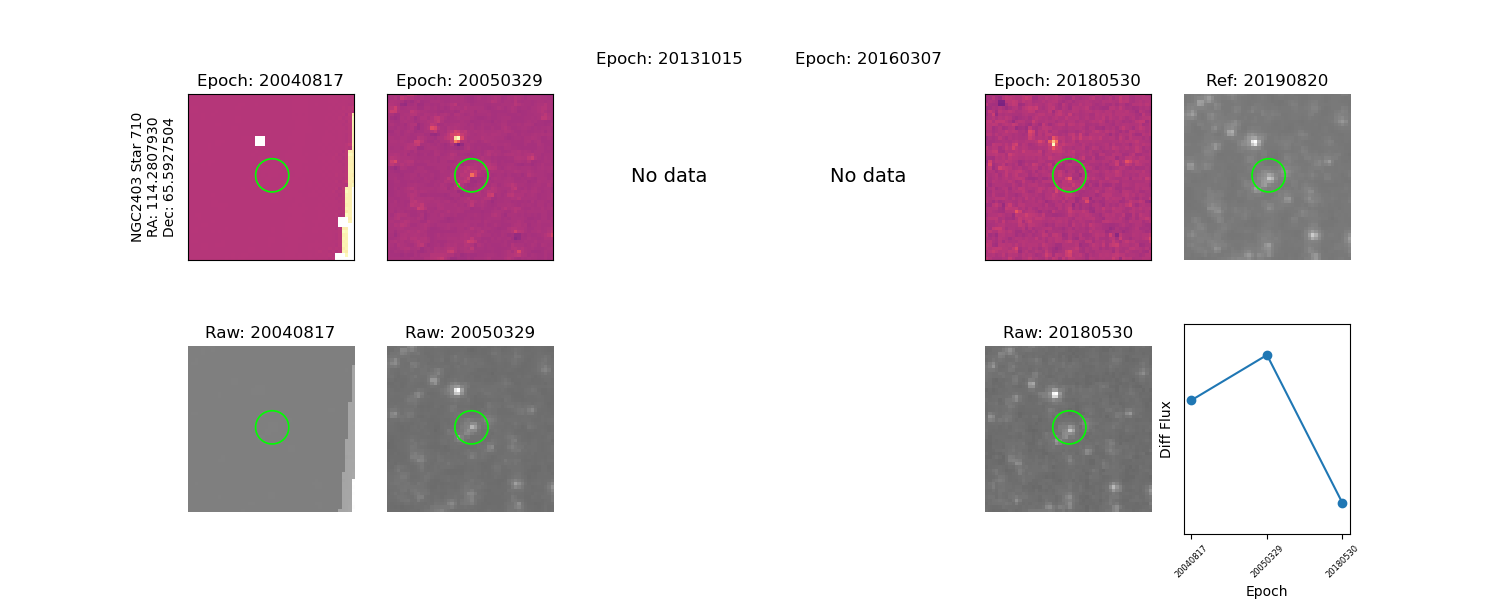 Epoch: 20131015
Epoch: 20160307
Epoch: 20040817
Epoch: 20050329
Epoch: 20180530
Ref: 20190820
NGC2403 Star 710
RA: 114.2807930
Dec: 65.5927504
No data
No data
Raw: 20040817
Raw: 20050329
Raw: 20180530
Diff Flux
20040817
20050329
20180530
Epoch